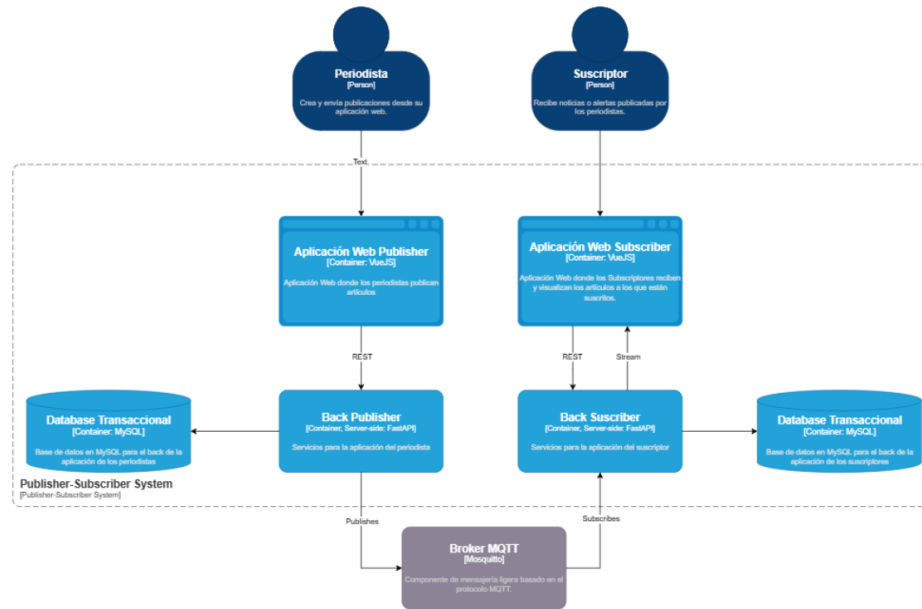 Periodista
[Person]
Crea y envía publicaciones desde su
aplicación web.
Suscriptor
[Person]
Recibe noticias o alertas publicadas por
los periodistas.
Text
Aplicación Web Publisher
[Container: VueJS]
Aplicación Web donde los periodistas publican
artículos
Aplicación Web Subscriber
[Container: VueJS]
Aplicación Web donde los Subscriptores reciben
y visualizan los artículos a los que están
suscritos.
REST
REST
Stream
Database Transaccional
[Container: MySQL]
Base de datos en MySQL para el back de la
aplicación de los periodistas
Back Publisher
[Container, Server-side: FastAPI]
Servicios para la aplicación del periodista
Back Suscriber
[Container, Server-side: FastAPI]
Servicios para la aplicación del suscriptor
Database Transaccional
[Container: MySQL]
Base de datos en MySQL para el back de la
aplicación de los suscriptores
Publisher-Subscriber System
[Publisher-Subscriber System]
Publishes
Subscribes
Broker MQTT
[Mosquitto]
Componente de mensajería ligera basado en el
protocolo MQTT.